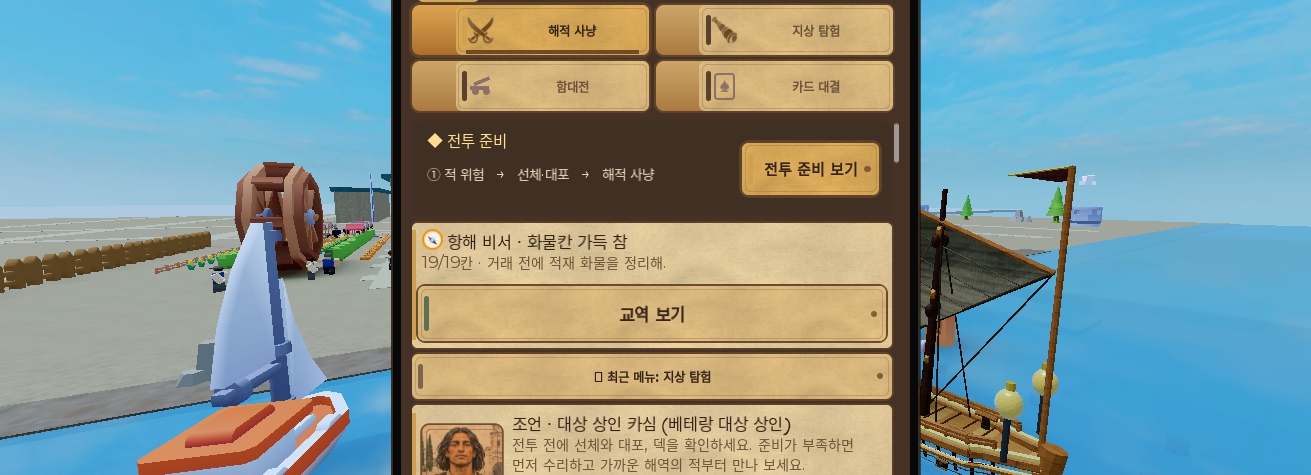 해적 사냥
지상 탐험
함대전
카드 대결
전투 준비
① 적 위험 → 선체·대포 → 해적 사냥
전투 준비 보기
항해 비서 · 화물칸 가득 참
19/19칸 · 거래 전에 적재 화물을 정리해.
교역 보기
최근 메뉴: 지상 탐험
조언 · 대상 상인 카심 (베테랑 대상 상인)
전투 전에 선체와 대포, 덱을 확인하세요. 준비가 부족하면
먼저 수리하고 가까운 해역의 적부터 만나 보세요.